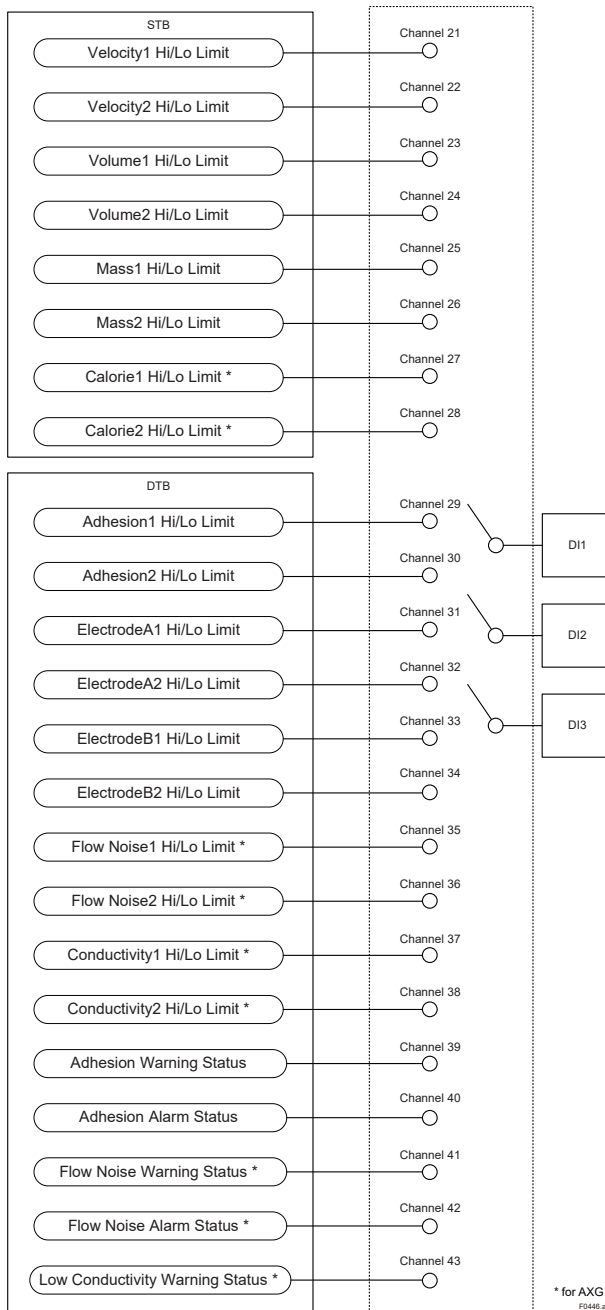 STB
Velocity1 Hi/Lo Limit
Channel 21
Velocity2 Hi/Lo Limit
Channel 22
Volume1 Hi/Lo Limit
Channel 23
Volume2 Hi/Lo Limit
Channel 24
Mass1 Hi/Lo Limit
Channel 25
Mass2 Hi/Lo Limit
Channel 26
Calorie1 Hi/Lo Limit *
Channel 27
Calorie2 Hi/Lo Limit *
Channel 28
DTB
Adhesion1 Hi/Lo Limit
Channel 29
DI1
Adhesion2 Hi/Lo Limit
Channel 30
ElectrodeA1 Hi/Lo Limit
Channel 31
DI2
ElectrodeA2 Hi/Lo Limit
Channel 32
ElectrodeB1 Hi/Lo Limit
Channel 33
DI3
ElectrodeB2 Hi/Lo Limit
Channel 34
Flow Noise1 Hi/Lo Limit *
Channel 35
Flow Noise2 Hi/Lo Limit *
Channel 36
Conductivity1 Hi/Lo Limit *
Channel 37
Conductivity2 Hi/Lo Limit *
Channel 38
Adhesion Warning Status
Channel 39
Adhesion Alarm Status
Channel 40
Flow Noise Warning Status *
Channel 41
Flow Noise Alarm Status *
Channel 42
Low Conductivity Warning Status *
Channel 43
* for AXG